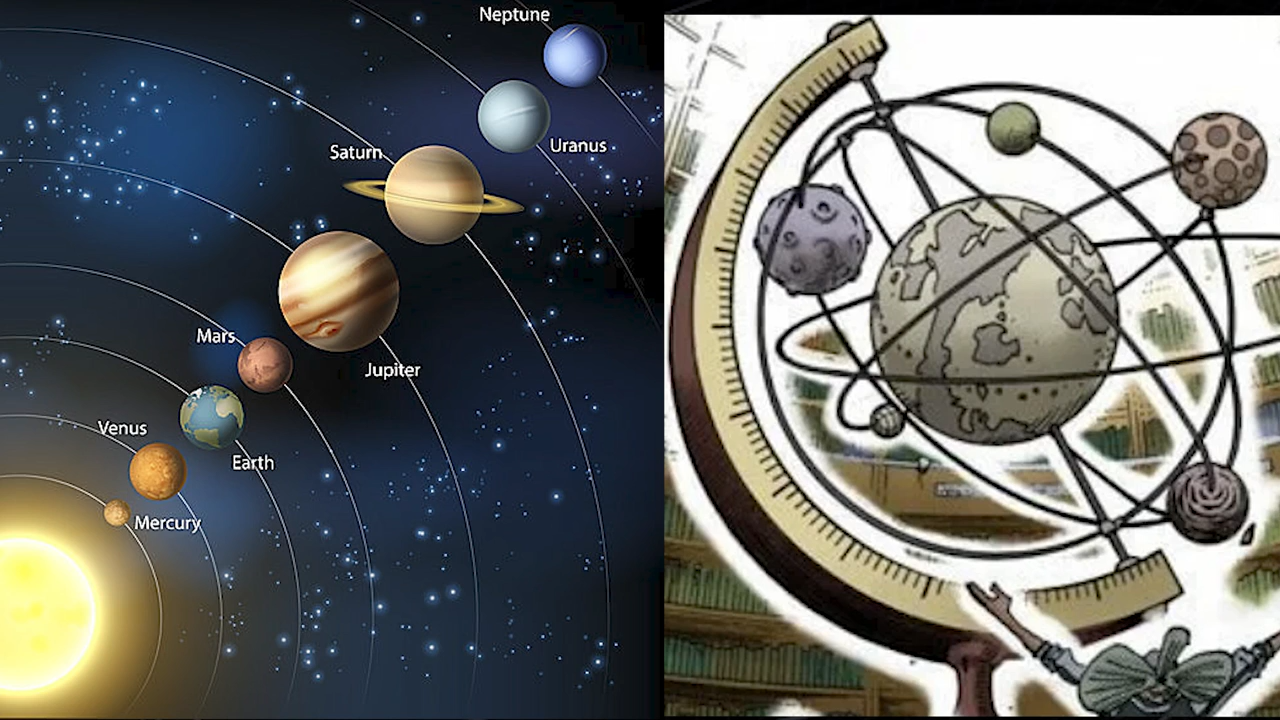 Neptune
Uranus
Saturn
Jupiter
Mars
Earth
Venus
Mercury